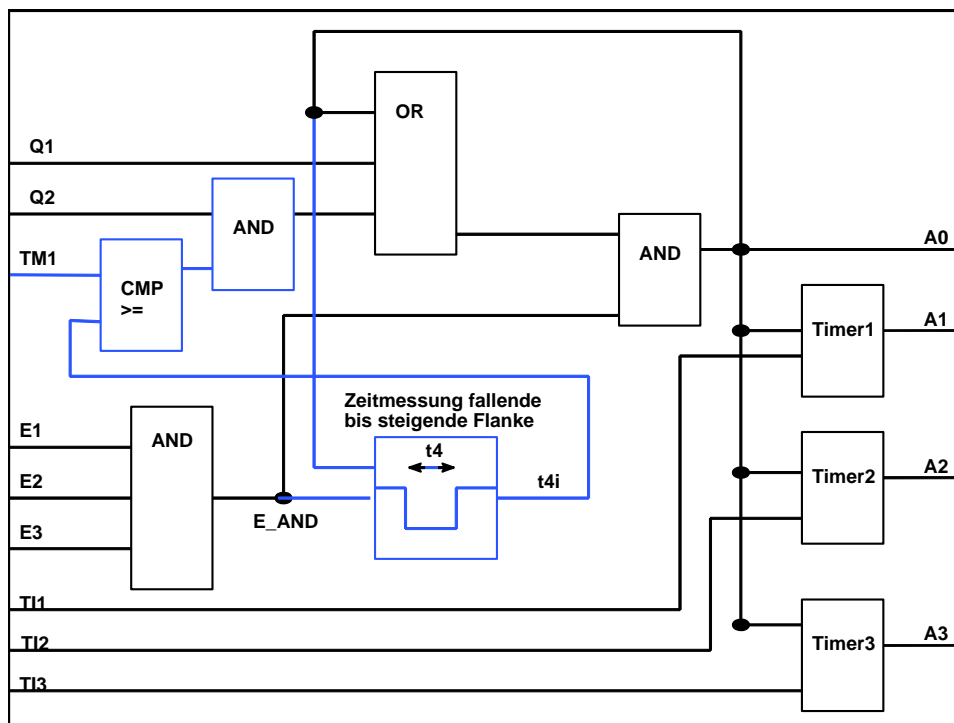 OR
Q1
Q2
AND
AND
A0
TM1
CMP
>=
Timer1
A1
Zeitmessung fallende
bis steigende Flanke
E1
AND
t4
Timer2
A2
E2
t4i
E_AND
E3
TI1
Timer3
A3
TI2
TI3